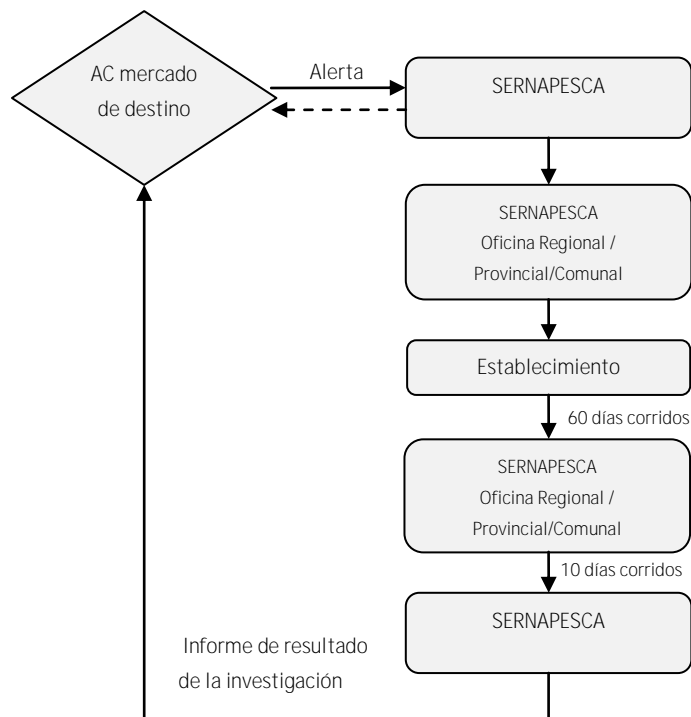 AC mercado
de destino
Alerta
SERNAPESCA
SERNAPESCA
Oficina Regional /
Provincial/Comunal
Establecimiento
60 días corridos
SERNAPESCA
Oficina Regional /
Provincial/Comunal
10 días corridos
SERNAPESCA
Informe de resultado
de la investigación